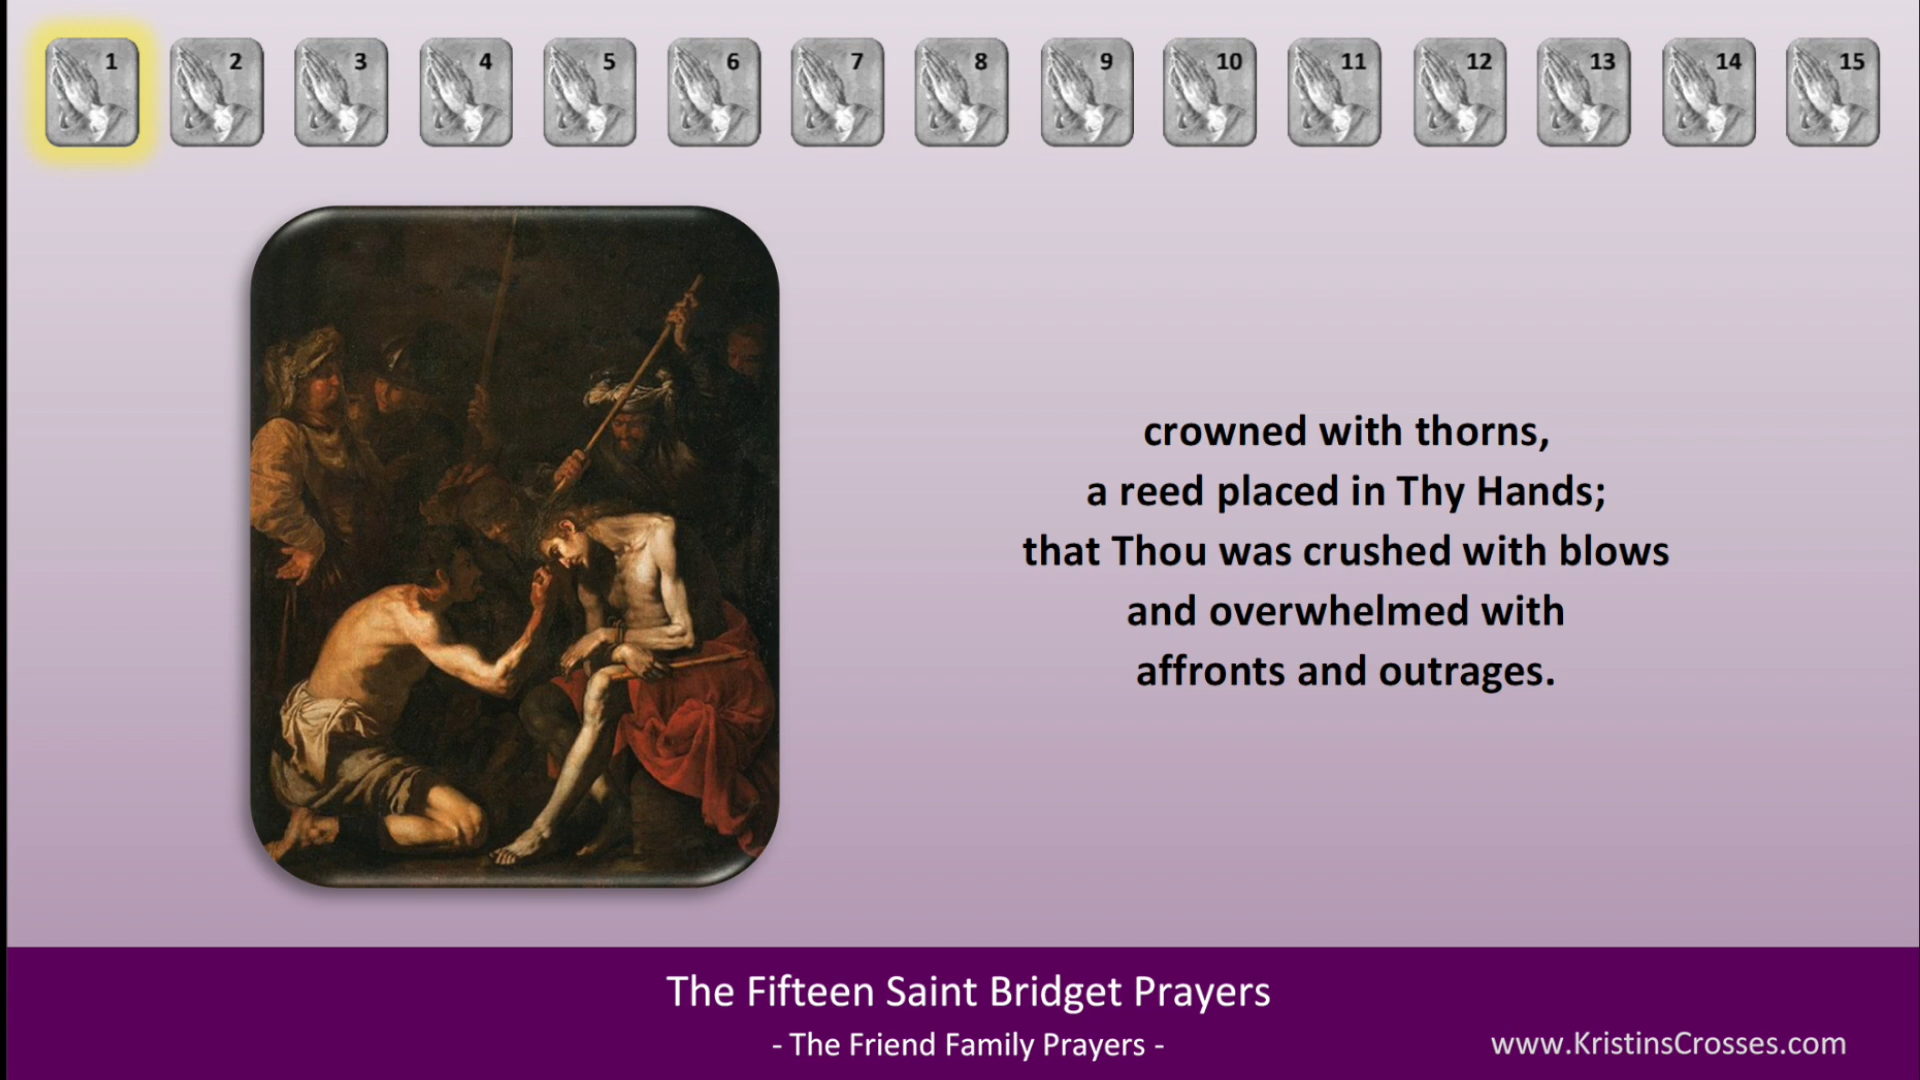 1 2 3 4 5 6 7 8 9 10 11 12 13 14 15
crowned with thorns,
a reed placed in Thy Hands;
that Thou was crushed with blows
and overwhelmed with
affronts and outrages.
The Fifteen Saint Bridget Prayers
- The Friend Family Prayers -
www.KristinsCrosses.com